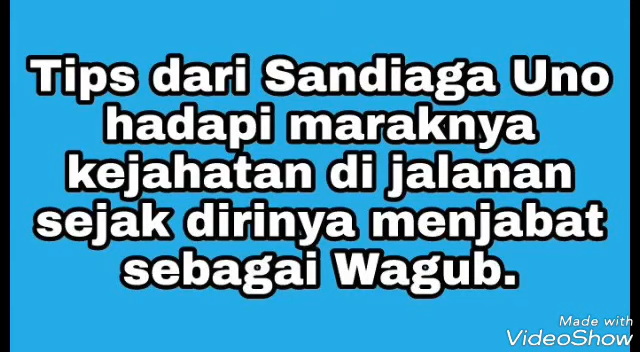 Tips dari Sandiaga Uno
hadapi maraknya
kejahatan di jalanan
sejak dirinya menjabat
sebagai Wagub.
Made with
VideoShow